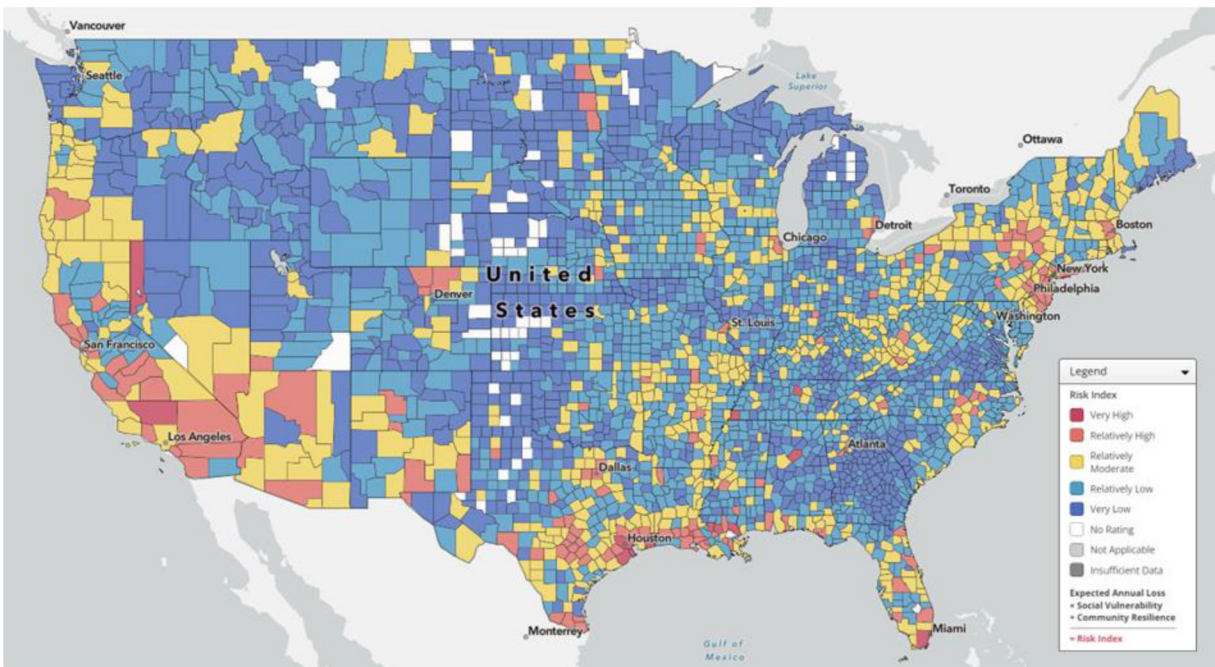 Vancouver
Seattle
Lake
Superior
Ottawa
Toronto
Detroit
Boston
Chicago
New York
Philadelphia
United
States
Denver
St. Louis
Washington
San Francisco
Los Angeles
Atlanta
Dallas
Houston
Monterrey
Miami
Gulf of
Mexico
Legend
Risk Index
Very High
Relatively High
Relatively
Moderate
Relatively Low
Very Low
No Rating
Not Applicable
Insufficient Data
Expected Annual Loss
× Social Vulnerability
÷ Community Resilience
= Risk Index